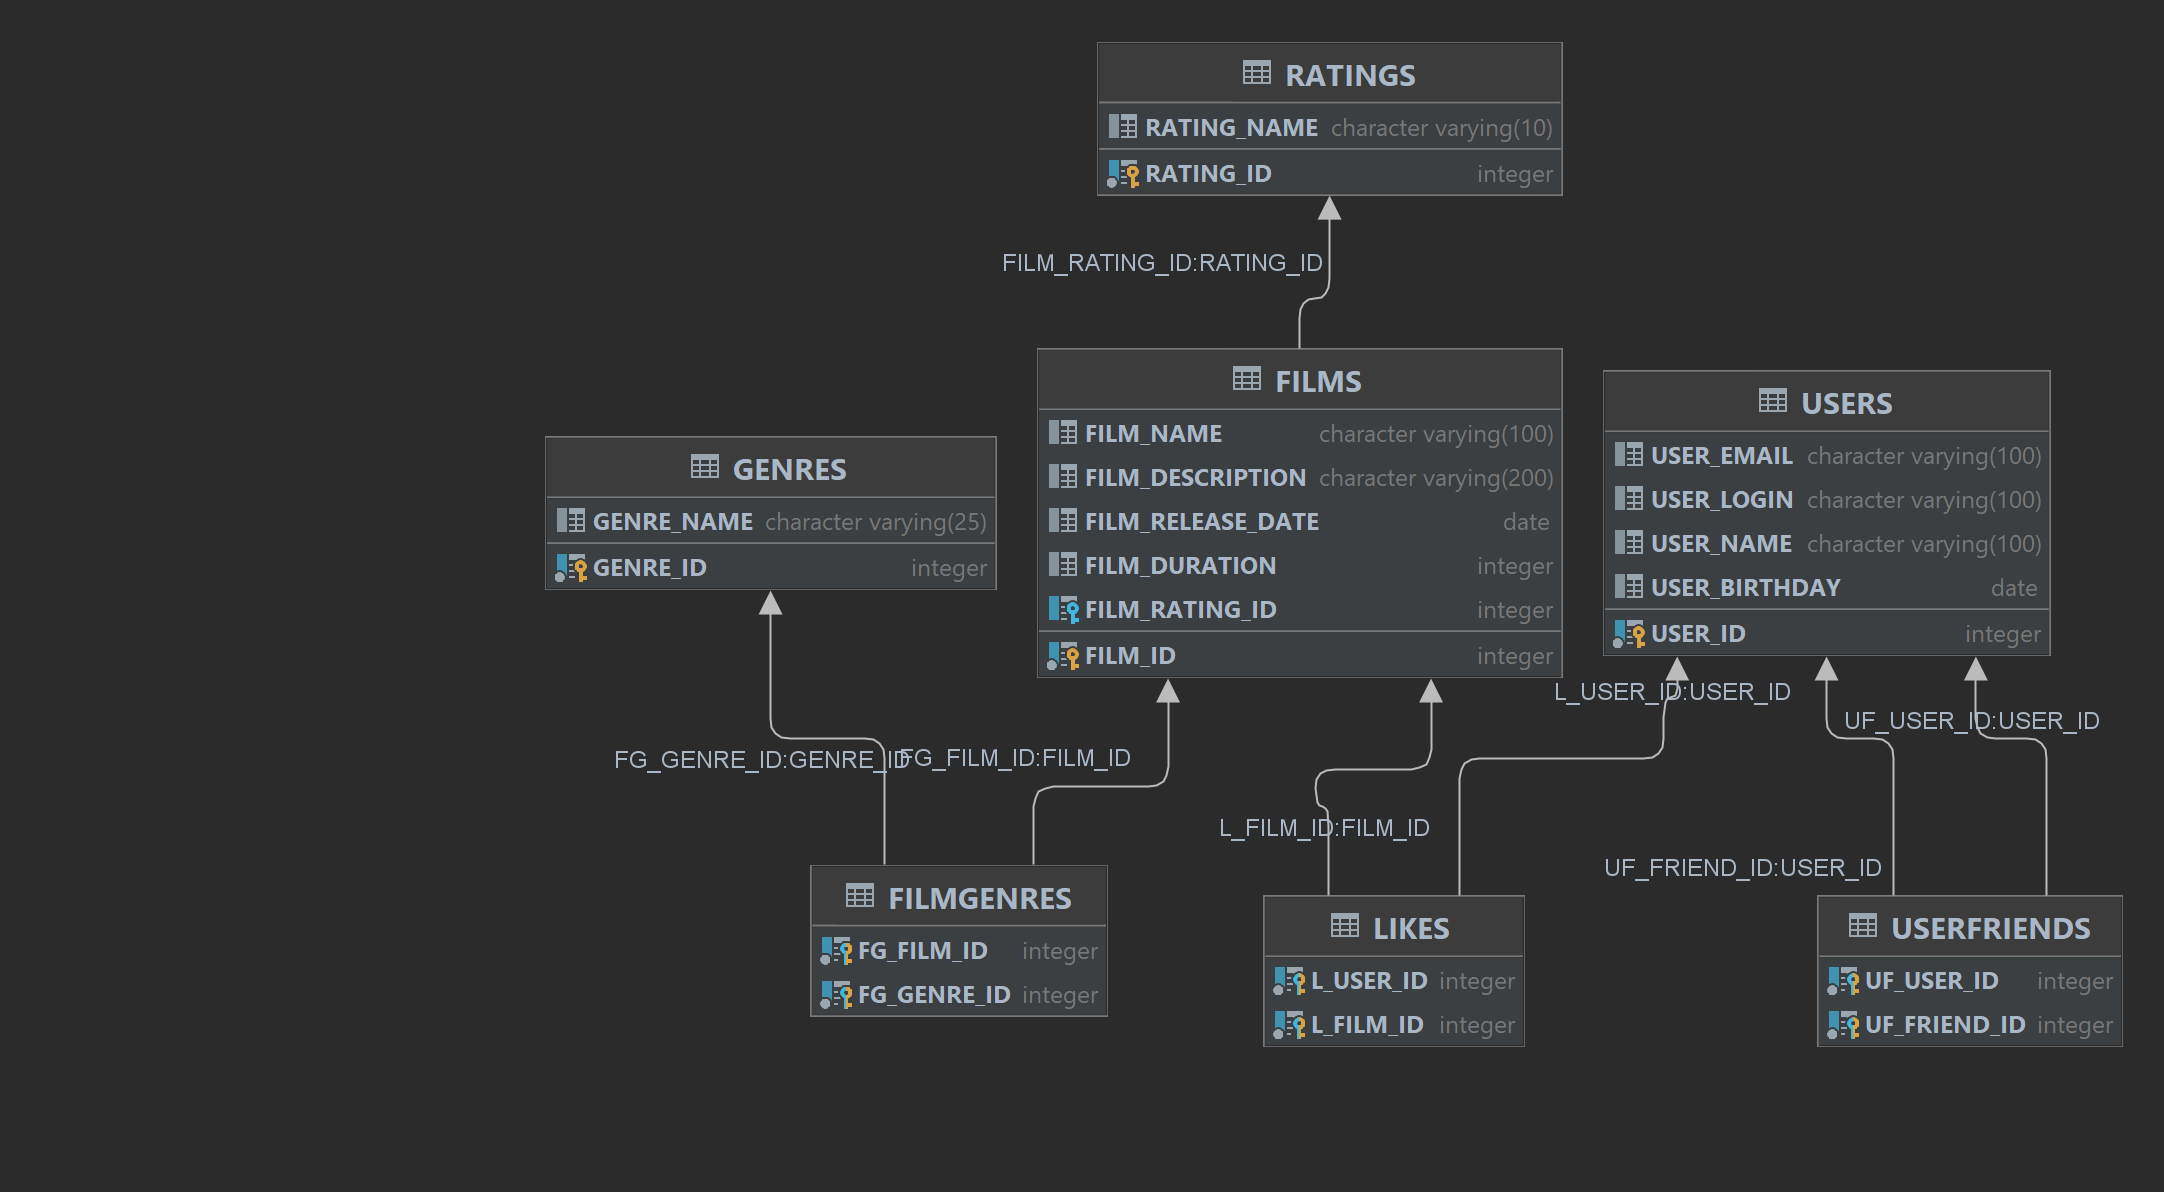 RATINGS
RATING_NAME character varying(10)
RATING_ID integer
FILM_RATING_ID:RATING_ID
FILMS
FILM_NAME character varying(100)
FILM_DESCRIPTION character varying(200)
FILM_RELEASE_DATE date
FILM_DURATION integer
FILM_RATING_ID integer
FILM_ID integer
USERS
USER_EMAIL character varying(100)
USER_LOGIN character varying(100)
USER_NAME character varying(100)
USER_BIRTHDAY date
USER_ID integer
GENRES
GENRE_NAME character varying(25)
GENRE_ID integer
L_USER_ID:USER_ID
UF_USER_ID:USER_ID
FG_GENRE_ID:GENRE_ID
FG_FILM_ID:FILM_ID
L_FILM_ID:FILM_ID
UF_FRIEND_ID:USER_ID
FILMGENRES
FG_FILM_ID integer
FG_GENRE_ID integer
LIKES
L_USER_ID integer
L_FILM_ID integer
USERFRIENDS
UF_USER_ID integer
UF_FRIEND_ID integer